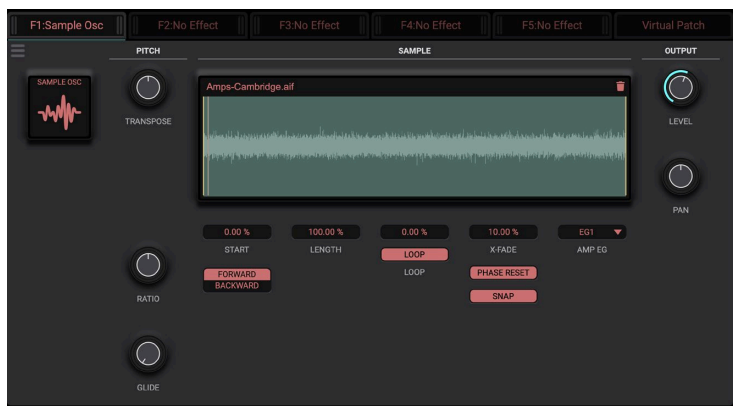 F1:Sample Osc
F2:No Effect
F3:No Effect
F4:No Effect
F5:No Effect
Virtual Patch
PITCH
SAMPLE
OUTPUT
SAMPLE OSC
TRANSPOSE
Amps-Cambridge.aif
LEVEL
PAN
0.00 %
100.00 %
0.00 %
10.00 %
EG1
START
LENGTH
LOOP
X-FADE
AMP EG
FORWARD
BACKWARD
LOOP
PHASE RESET
SNAP
RATIO
GLIDE